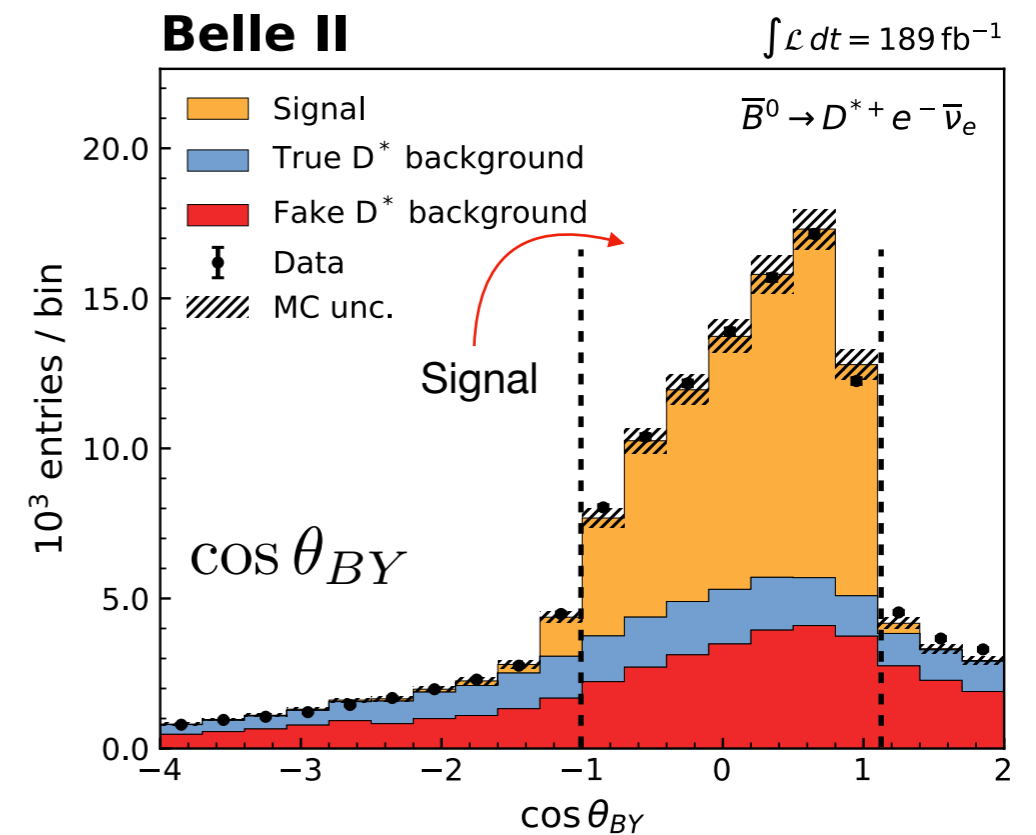 Belle II
∫ℒ dt = 189 fb⁻¹
B̅⁰ → D*⁺ e⁻ ν̅ₑ
Signal
True D* background
Fake D* background
Data
MC unc.
Signal
cos θ_BY
10³ entries / bin
20.0
15.0
10.0
5.0
0.0
−4 −3 −2 −1 0 1 2
cos θ_BY